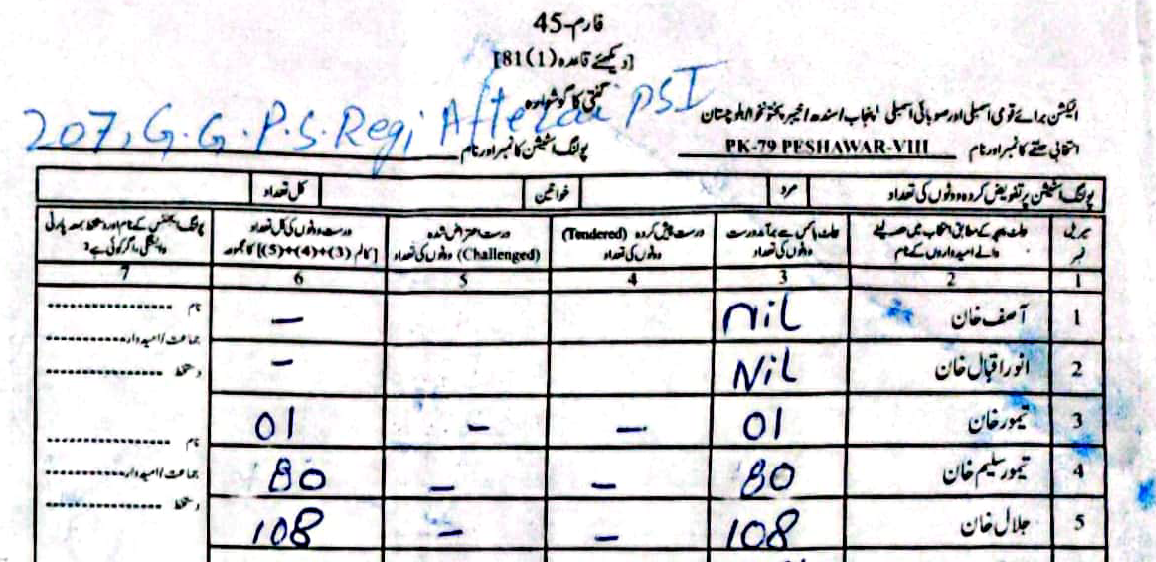 فارم-45
[دیکھئے قاعدہ (1)81]
گنتی کا گوشوارہ
الیکشن برائے قومی اسمبلی اور صوبائی اسمبلی پنجاب/سندھ/خیبر پختونخوا/بلوچستان
انتخابی حلقے کا نمبر اور نام PK-79 PESHAWAR-VIII پولنگ اسٹیشن کا نمبر اور نام 207, G.G.P.S. Regi Aftezai PS I
پولنگ اسٹیشن پر تفویض کردہ ووٹوں کی تعداد مرد خواتین کل تعداد
سیریل نمبر
بیلٹ پیپر کے مطابق انتخاب میں حصہ لینے والے امیدواروں کے نام
بیلٹ باکس سے برآمد درست ووٹوں کی تعداد
درست پیش کردہ (Tendered) ووٹوں کی تعداد
درست اعتراض شدہ (Challenged) ووٹوں کی تعداد
درست ووٹوں کی کل تعداد [کالم (3)+(4)+(5)] کا مجموعہ
پولنگ ایجنٹس کے نام اور دستخط بمعہ پارٹی وابستگی، اگر کوئی ہے؟
1 2 3 4 5 6 7
1 آصف خان Nil –
2 انور اقبال خان Nil –
3 تیمور خان 01 – – 01
4 تیمور سلیم خان 80 – – 80
5 جلال خان 108 – – 108
نام
جماعت/امیدوار
دستخط
نام
جماعت/امیدوار
دستخط